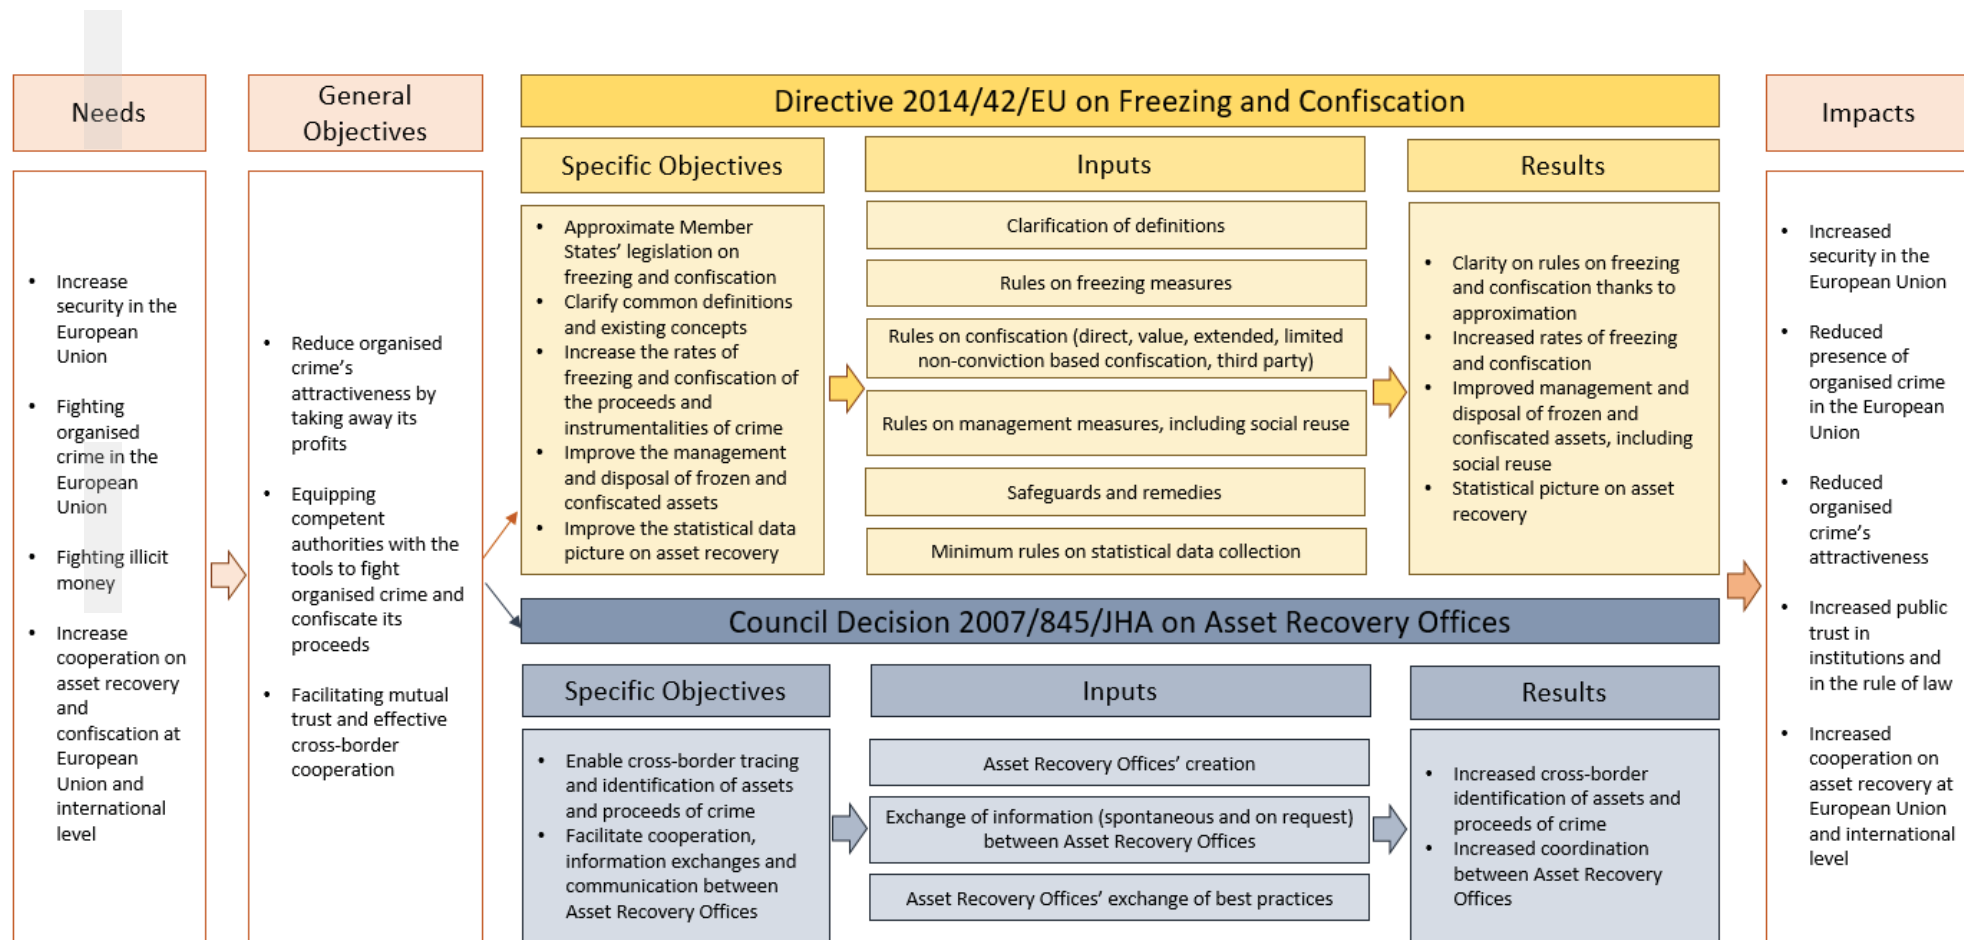 Needs
Increase
security in the
European
Union
Fighting
organised
crime in the
European
Union
Fighting illicit
money
Increase
cooperation on
asset recovery
and
confiscation at
European
Union and
international
level
General
Objectives
Reduce organised
crime's
attractiveness by
taking away its
profits
Equipping
competent
authorities with the
tools to fight
organised crime and
confiscate its
proceeds
Facilitating mutual
trust and effective
cross-border
cooperation
Directive 2014/42/EU on Freezing and Confiscation
Specific Objectives
Approximate Member
States' legislation on
freezing and confiscation
Clarify common definitions
and existing concepts
Increase the rates of
freezing and confiscation of
the proceeds and
instrumentalities of crime
Improve the management
and disposal of frozen and
confiscated assets
Improve the statistical data
picture on asset recovery
Inputs
Clarification of definitions
Rules on freezing measures
Rules on confiscation (direct, value, extended, limited
non-conviction based confiscation, third party)
Rules on management measures, including social reuse
Safeguards and remedies
Minimum rules on statistical data collection
Results
Clarity on rules on freezing
and confiscation thanks to
approximation
Increased rates of freezing
and confiscation
Improved management and
disposal of frozen and
confiscated assets, including
social reuse
Statistical picture on asset
recovery
Council Decision 2007/845/JHA on Asset Recovery Offices
Specific Objectives
Enable cross-border tracing
and identification of assets
and proceeds of crime
Facilitate cooperation,
information exchanges and
communication between
Asset Recovery Offices
Inputs
Asset Recovery Offices' creation
Exchange of information (spontaneous and on request)
between Asset Recovery Offices
Asset Recovery Offices' exchange of best practices
Results
Increased cross-border
identification of assets and
proceeds of crime
Increased coordination
between Asset Recovery
Offices
Impacts
Increased
security in the
European Union
Reduced
presence of
organised crime
in the European
Union
Reduced
organised
crime's
attractiveness
Increased public
trust in
institutions and
in the rule of law
Increased
cooperation on
asset recovery at
European Union
and international
level